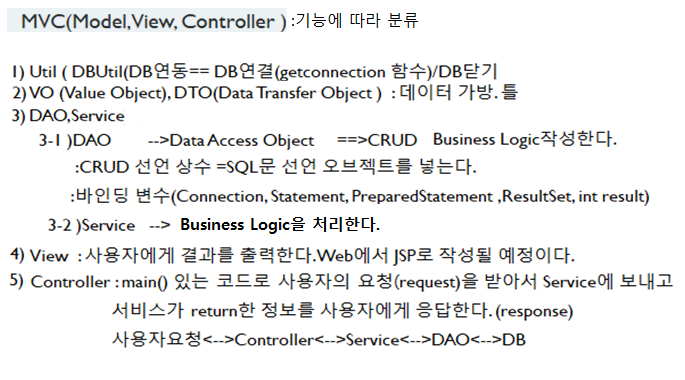 MVC(Model,View, Controller ) :기능에 따라 분류
1) Util ( DBUtil(DB연동== DB연결(getconnection 함수)/DB닫기
2) VO (Value Object), DTO(Data Transfer Object ) : 데이터 가방. 틀
3) DAO,Service
3-1 )DAO -->Data Access Object ==>CRUD Business Logic작성한다.
:CRUD 선언 상수 =SQL문 선언 오브젝트를 넣는다.
:바인딩 변수(Connection, Statement, PreparedStatement ,ResultSet, int result)
3-2 )Service --> Business Logic을 처리한다.
4) View : 사용자에게 결과를 출력한다.Web에서 JSP로 작성될 예정이다.
5) Controller : main() 있는 코드로 사용자의 요청(request)을 받아서 Service에 보내고
서비스가 return한 정보를 사용자에게 응답한다. (response)
사용자요청<-->Controller<-->Service<-->DAO<-->DB